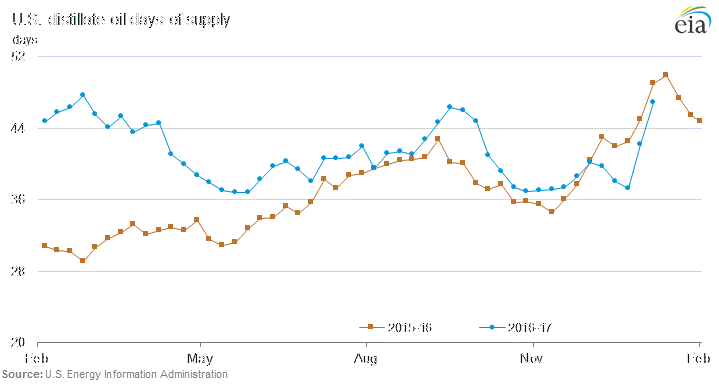 U.S. distillate oil days of supply
days
eia
52
44
36
28
20
Feb
May
Aug
Nov
Feb
2015-16
2016-17
Source: U.S. Energy Information Administration